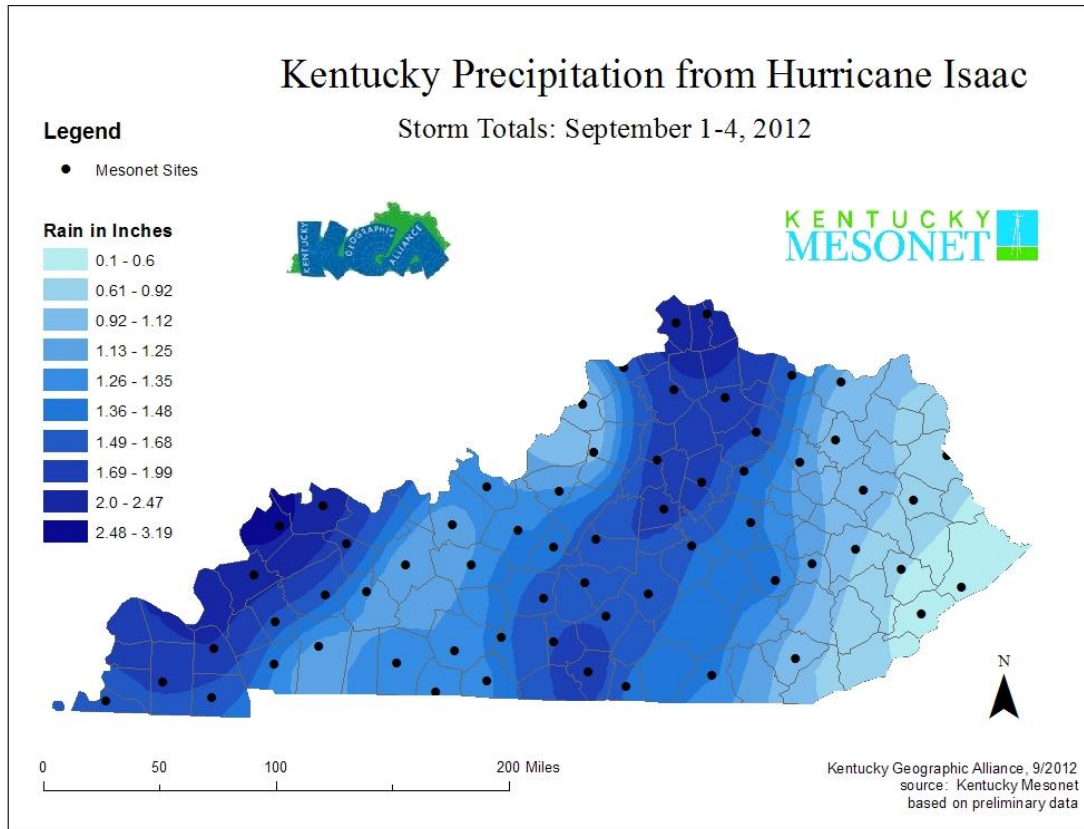 Kentucky Precipitation from Hurricane Isaac
Storm Totals: September 1-4, 2012
Legend
Mesonet Sites
Rain in Inches
0.1 - 0.6
0.61 - 0.92
0.92 - 1.12
1.13 - 1.25
1.26 - 1.35
1.36 - 1.48
1.49 - 1.68
1.69 - 1.99
2.0 - 2.47
2.48 - 3.19
KENTUCKY
GEOGRAPHIC
ALLIANCE
KENTUCKY
MESONET
N
0 50 100 200 Miles
Kentucky Geographic Alliance, 9/2012
source: Kentucky Mesonet
based on preliminary data